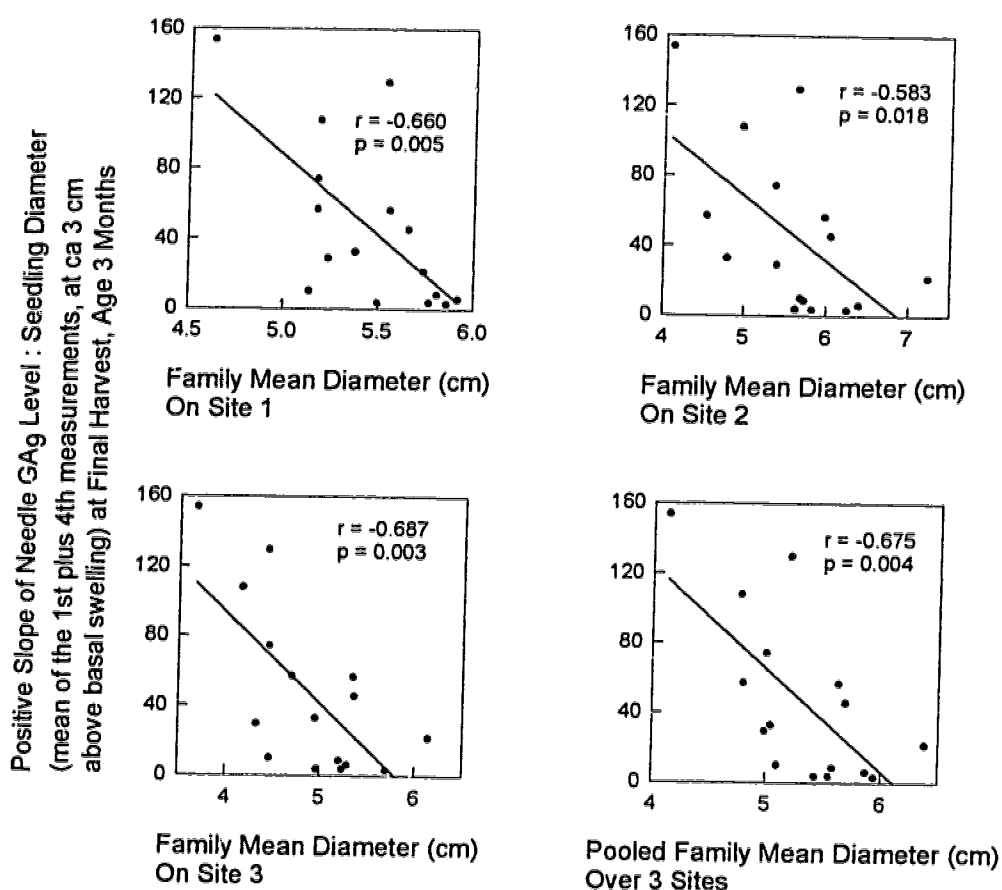 Positive Slope of Needle GA9 Level : Seedling Diameter
(mean of the 1st plus 4th measurements, at ca 3 cm
above basal swelling) at Final Harvest, Age 3 Months
160
120
80
40
0
r = -0.660
p = 0.005
4.5 5.0 5.5 6.0
Family Mean Diameter (cm)
On Site 1
160
120
80
40
0
r = -0.583
p = 0.018
4 5 6 7
Family Mean Diameter (cm)
On Site 2
160
120
80
40
0
r = -0.687
p = 0.003
4 5 6
Family Mean Diameter (cm)
On Site 3
160
120
80
40
0
r = -0.675
p = 0.004
4 5 6
Pooled Family Mean Diameter (cm)
Over 3 Sites